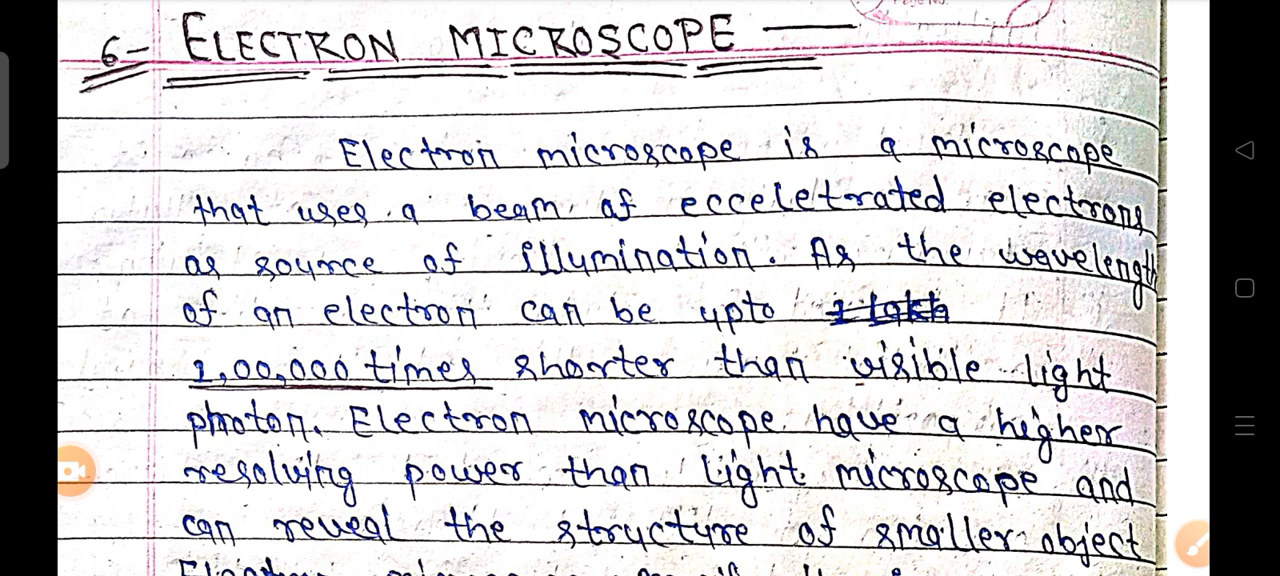 6- ELECTRON MICROSCOPE —
Electron microscope is a microscope
that uses a beam of ecceletrated electrons
as source of illumination. As the wavelength
of an electron can be upto 1 lakh
1,00,000 times shorter than visible light
photon. Electron microscope have a higher
resolving power than light microscope and
can reveal the structure of smaller object